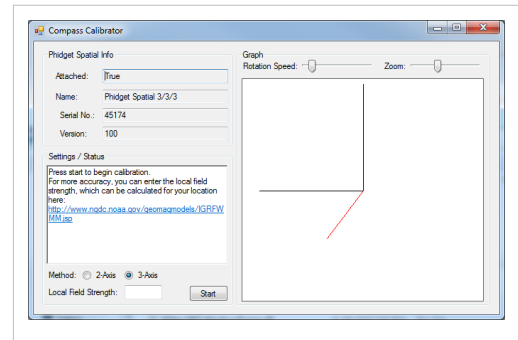 Compass Calibrator
Phidget Spatial Info
Attached: True
Name: Phidget Spatial 3/3/3
Serial No.: 45174
Version: 100
Settings / Status
Press start to begin calibration.
For more accuracy, you can enter the local field
strength, which can be calculated for your location
here:
http://www.ngdc.noaa.gov/geomagmodels/IGRFW
MM.jsp
Method: 2-Axis 3-Axis
Local Field Strength: Start
Graph
Rotation Speed: Zoom: